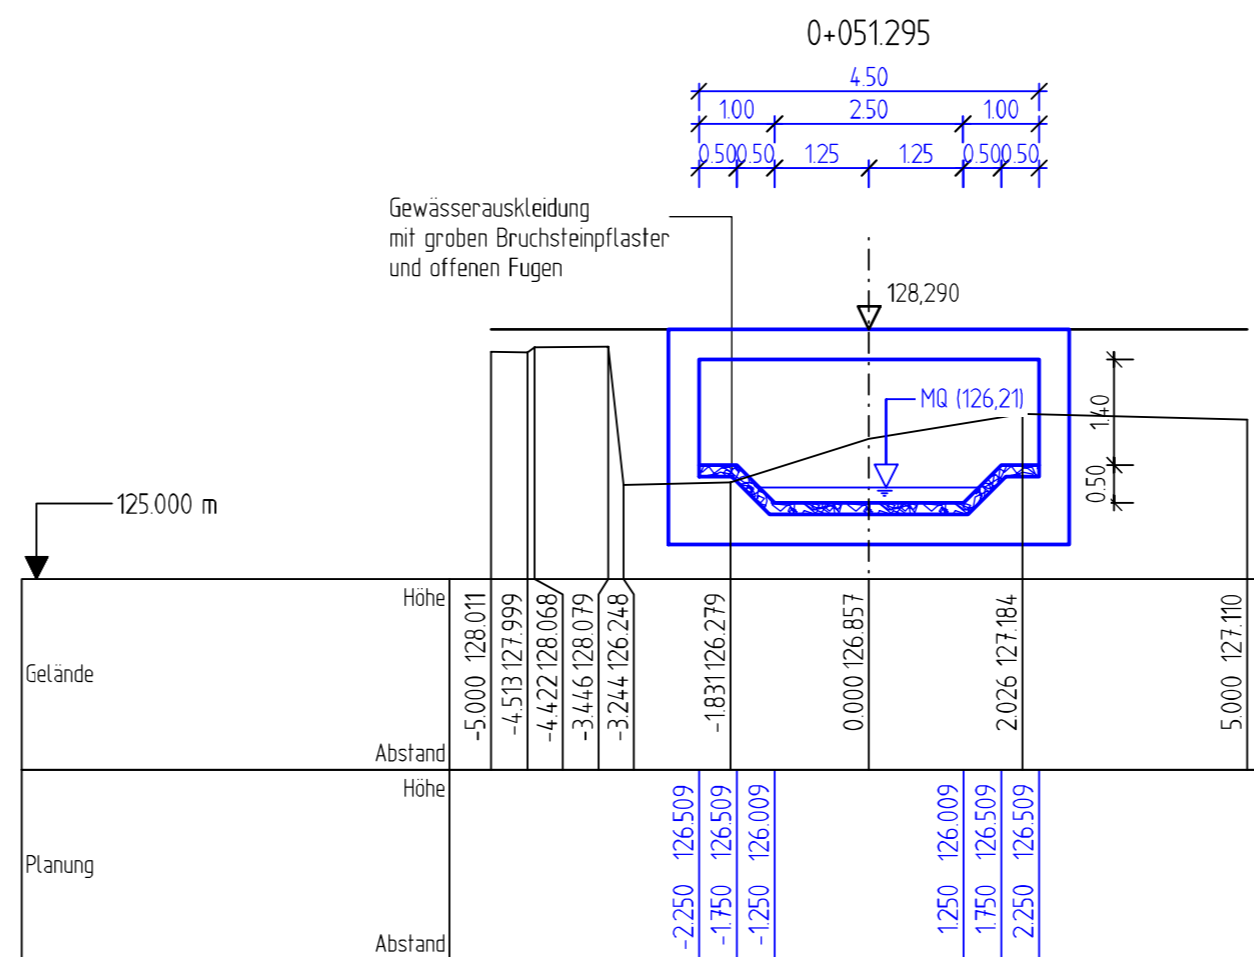 0+051.295
4.50
1.00 2.50 1.00
0.50 0.50 1.25 1.25 0.50 0.50
Gewässerauskleidung
mit groben Bruchsteinpflaster
und offenen Fugen
128,290
MQ (126,21)
1.40
0.50
125.000 m
Höhe
Gelände
Abstand
-5.000 128.011
-4.513 127.999
-4.422 128.068
-3.446 128.079
-3.244 126.248
-1.831 126.279
0.000 126.857
2.026 127.184
5.000 127.110
Höhe
Planung
Abstand
-2.250 126.509
-1.750 126.509
-1.250 126.009
1.250 126.009
1.750 126.509
2.250 126.509